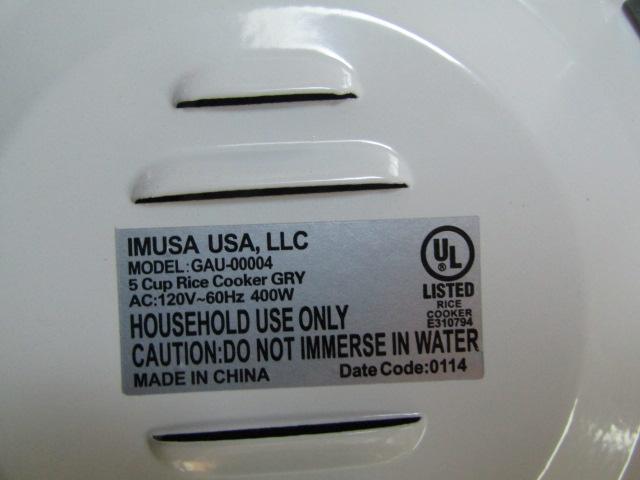 IMUSA USA, LLC
MODEL:GAU-00004
5 Cup Rice Cooker GRY
AC:120V~60Hz 400W
HOUSEHOLD USE ONLY
CAUTION:DO NOT IMMERSE IN WATER
MADE IN CHINA
Date Code:0114
UL
LISTED
RICE
COOKER
E310794